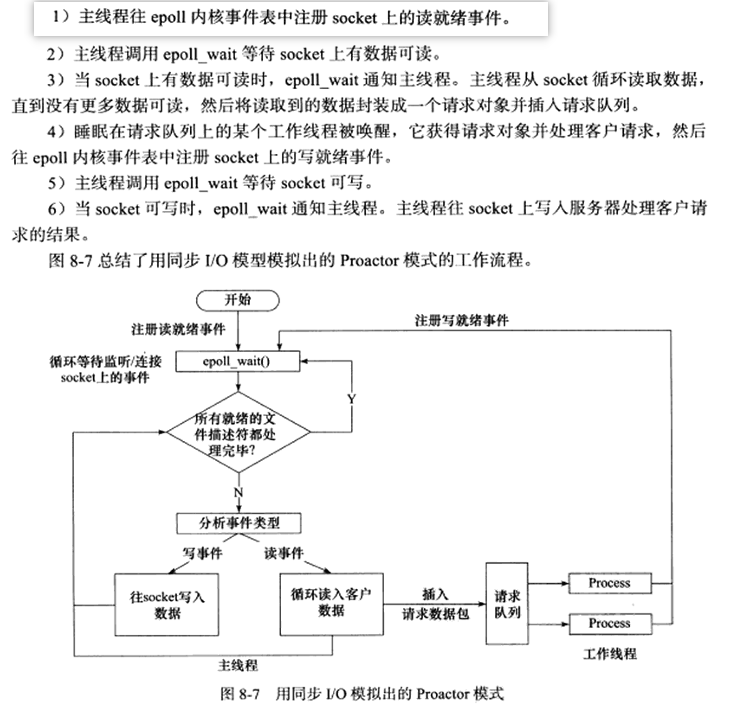 1）主线程往 epoll 内核事件表中注册 socket 上的读就绪事件。
2）主线程调用 epoll_wait 等待 socket 上有数据可读。
3）当 socket 上有数据可读时，epoll_wait 通知主线程。主线程从 socket 循环读取数据，
直到没有更多数据可读，然后将读取到的数据封装成一个请求对象并插入请求队列。
4）睡眠在请求队列上的某个工作线程被唤醒，它获得请求对象并处理客户请求，然后
往 epoll 内核事件表中注册 socket 上的写就绪事件。
5）主线程调用 epoll_wait 等待 socket 可写。
6）当 socket 可写时，epoll_wait 通知主线程。主线程往 socket 上写入服务器处理客户请
求的结果。
图 8-7 总结了用同步 I/O 模型模拟出的 Proactor 模式的工作流程。
开始
注册读就绪事件
注册写就绪事件
循环等待监听/连接
socket上的事件
epoll_wait()
Y
所有就绪的文
件描述符都处
理完毕？
N
分析事件类型
写事件
读事件
往socket写入
数据
循环读入客户
数据
插入
请求数据包
请求
队列
Process
Process
工作线程
主线程
图 8-7 用同步 I/O 模拟出的 Proactor 模式